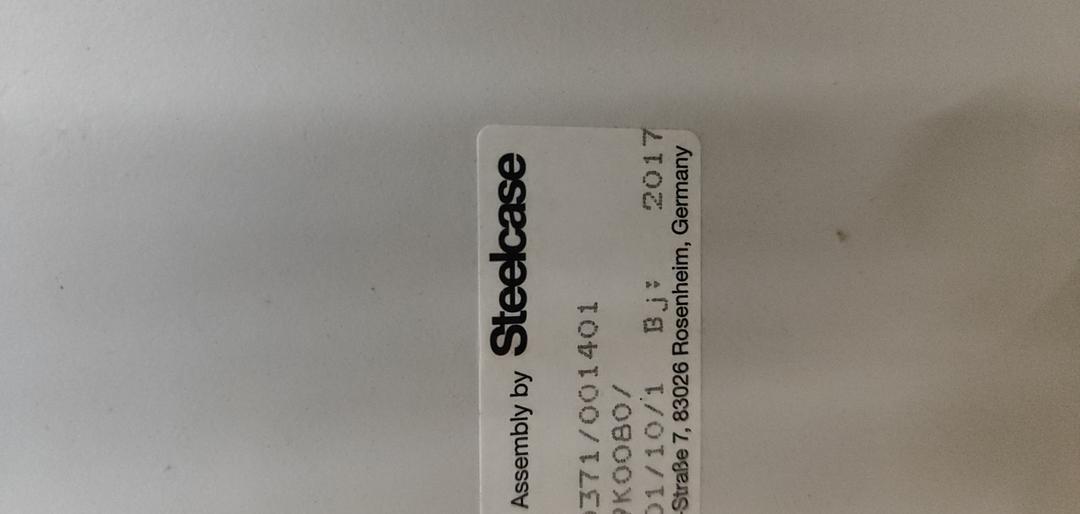 Assembly by Steelcase
371/001401
K0080/
01/10/1 Bj: 2017
-Straße 7, 83026 Rosenheim, Germany